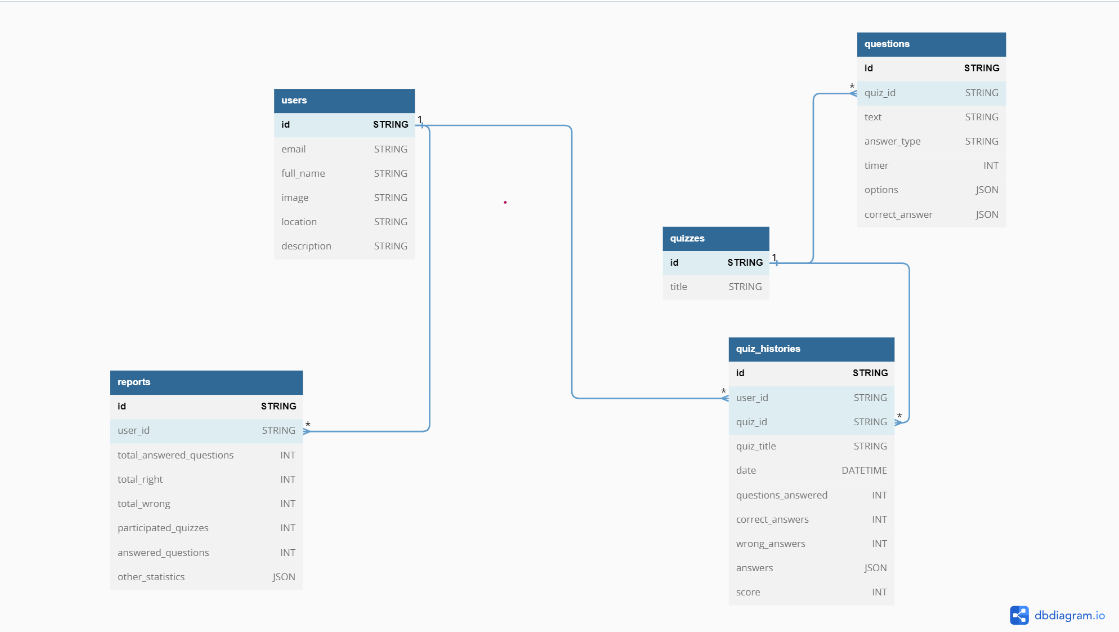 users
id STRING
email STRING
full_name STRING
image STRING
location STRING
description STRING
1
questions
id STRING
* quiz_id STRING
text STRING
answer_type STRING
timer INT
options JSON
correct_answer JSON
quizzes
id STRING 1
title STRING
reports
id STRING
user_id STRING *
total_answered_questions INT
total_right INT
total_wrong INT
participated_quizzes INT
answered_questions INT
other_statistics JSON
quiz_histories
id STRING
* user_id STRING
quiz_id STRING *
quiz_title STRING
date DATETIME
questions_answered INT
correct_answers INT
wrong_answers INT
answers JSON
score INT
dbdiagram.io